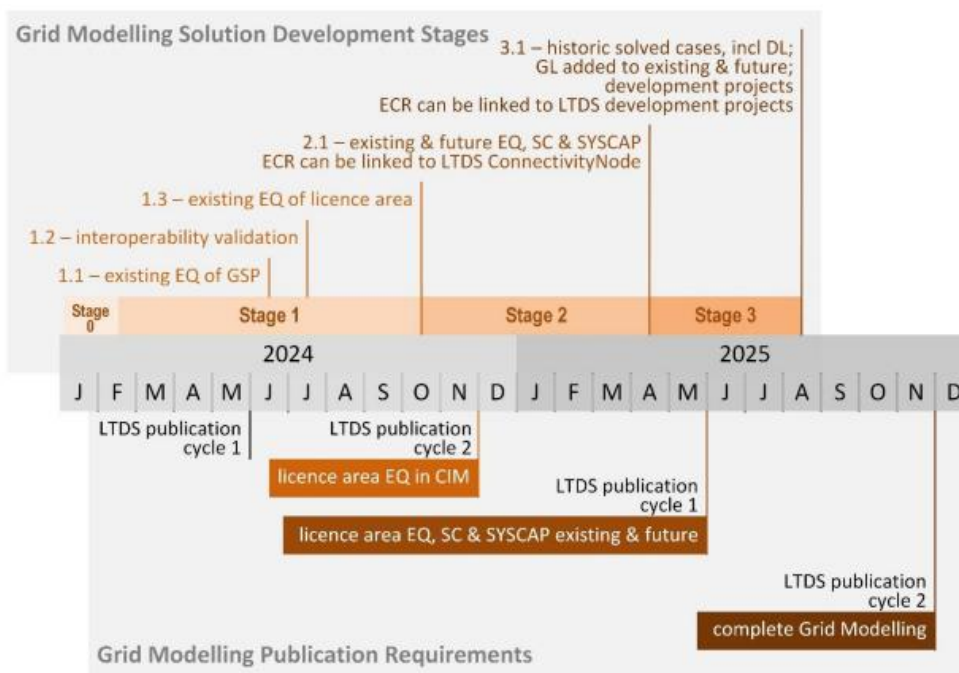 Grid Modelling Solution Development Stages
3.1 – historic solved cases, incl DL;
GL added to existing & future;
development projects
ECR can be linked to LTDS development projects
2.1 – existing & future EQ, SC & SYSCAP
ECR can be linked to LTDS ConnectivityNode
1.3 – existing EQ of licence area
1.2 – interoperability validation
1.1 – existing EQ of GSP
Stage
0
Stage 1
Stage 2
Stage 3
2024
2025
J F M A M J J A S O N D J F M A M J J A S O N D
LTDS publication
cycle 1
LTDS publication
cycle 2
licence area EQ in CIM
LTDS publication
cycle 1
licence area EQ, SC & SYSCAP existing & future
LTDS publication
cycle 2
complete Grid Modelling
Grid Modelling Publication Requirements